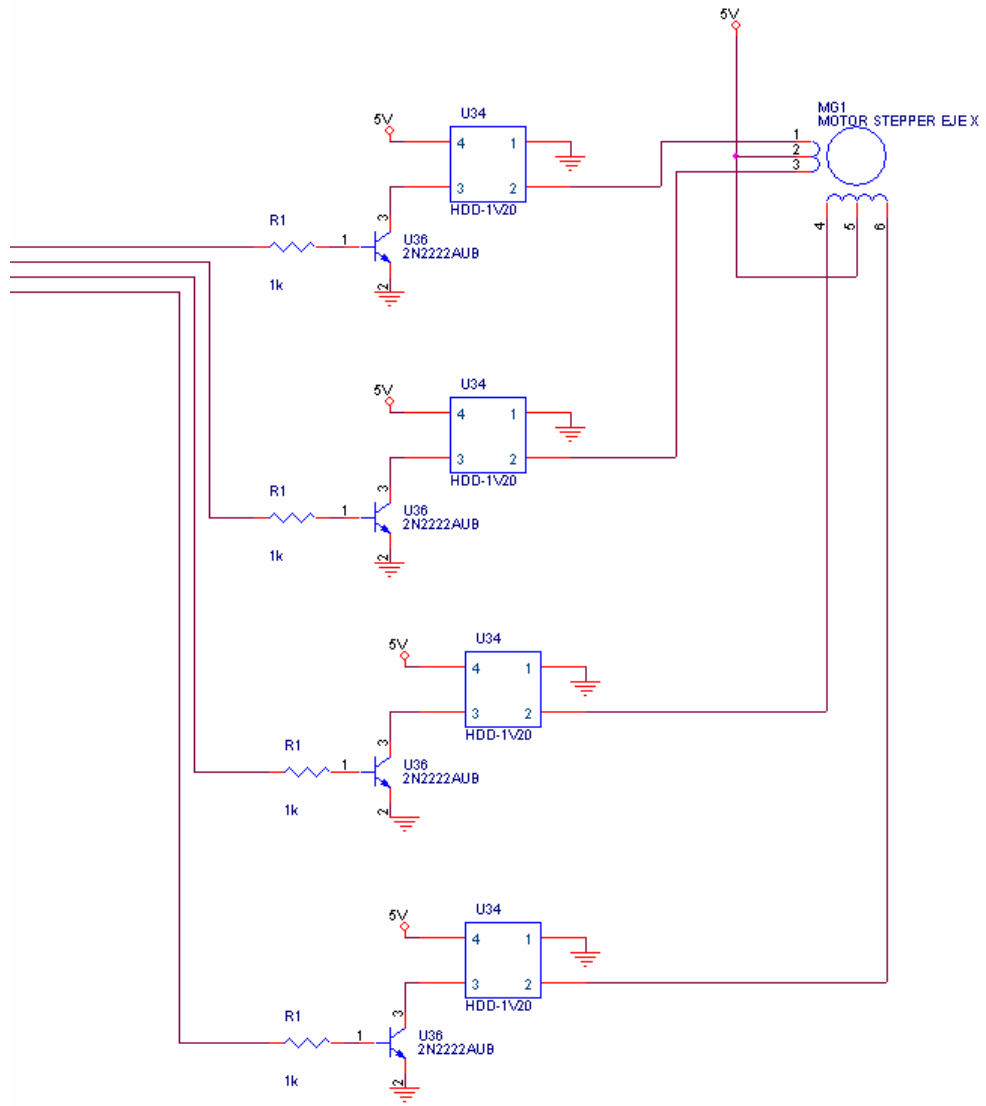 5V
MG1
MOTOR STEPPER EJE X
1
2
3
4
5
6
U34
5V
4
1
3
2
HDD-1V20
R1
1k
1
3
U36
2N2222AUB
2
U34
5V
4
1
3
2
HDD-1V20
R1
1k
1
3
U36
2N2222AUB
2
U34
5V
4
1
3
2
HDD-1V20
R1
1k
1
3
U36
2N2222AUB
2
U34
5V
4
1
3
2
HDD-1V20
R1
1k
1
3
U36
2N2222AUB
2